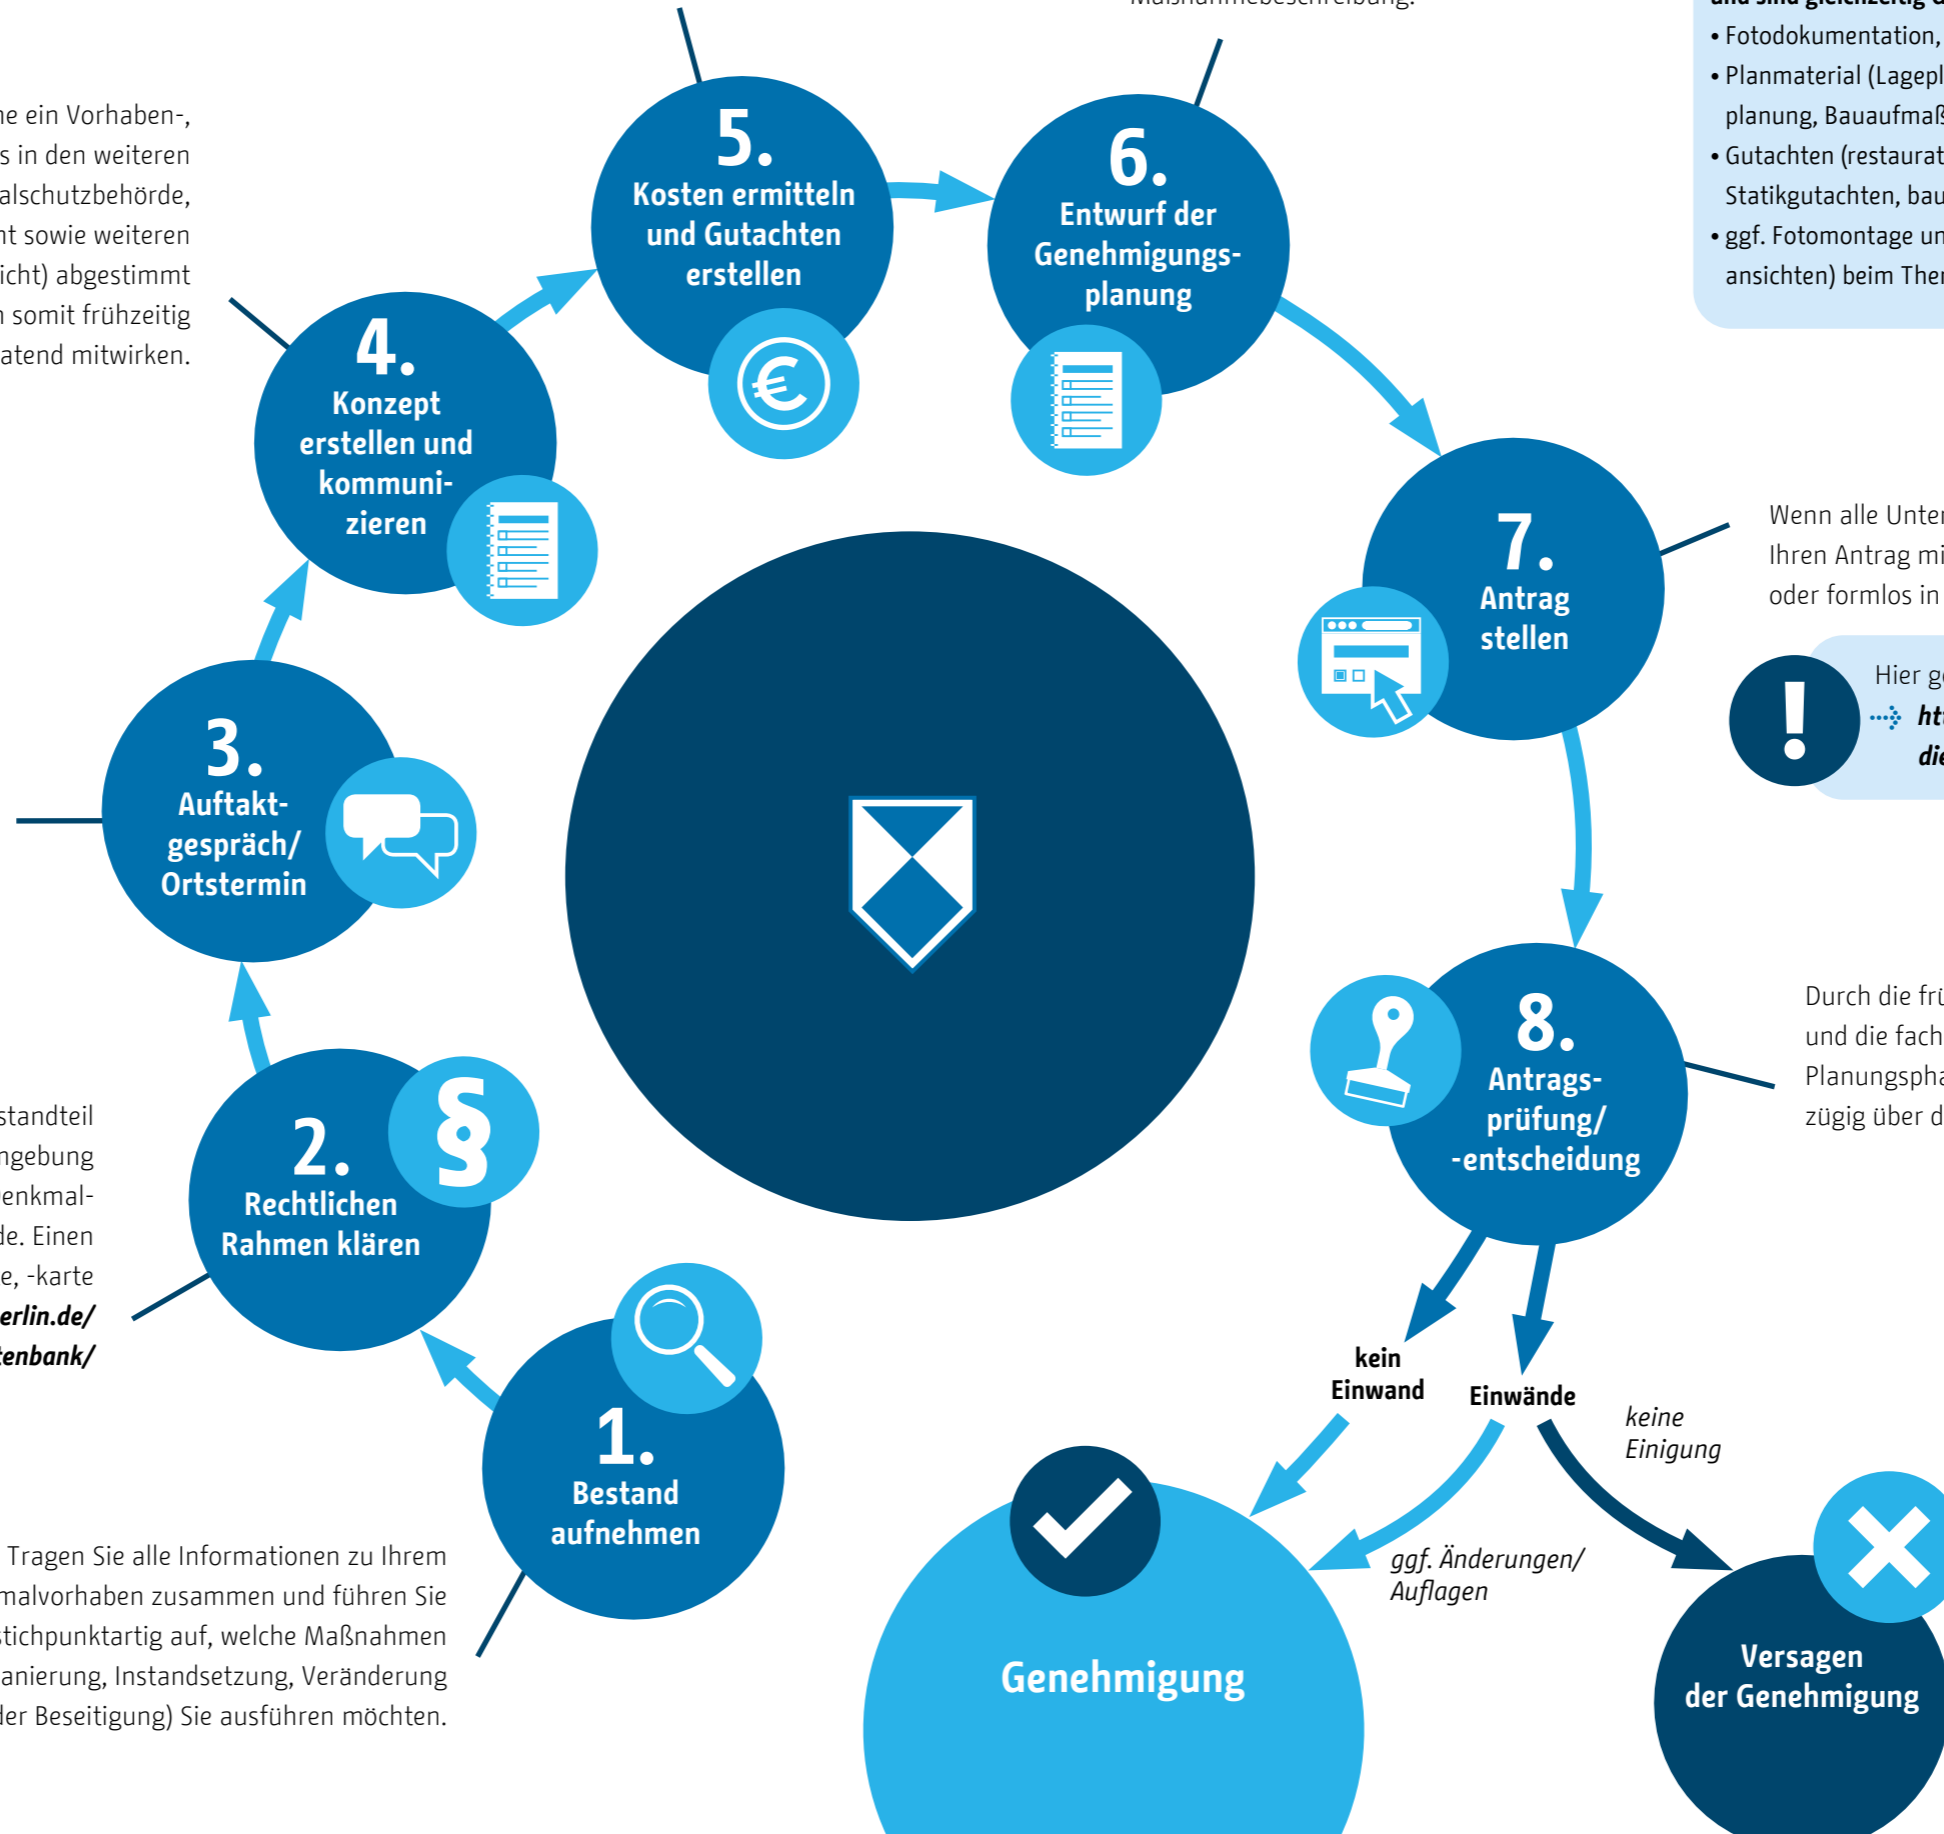 Maßnahmebeschreibung.
• Fotodokumentation,
• Planmaterial (Lagepl
planung, Bauaufmaß
• Gutachten (restaurat
Statikgutachten, bau
• ggf. Fotomontage un
ansichten) beim The
ne ein Vorhaben-,
s in den weiteren
alschutzbehörde,
nt sowie weiteren
icht) abgestimmt
n somit frühzeitig
atend mitwirken.
5.
Kosten ermitteln
und Gutachten
erstellen
€
6.
Entwurf der
Genehmigungs-
planung
4.
Konzept
erstellen und
kommuni-
zieren
7.
Antrag
stellen
Wenn alle Unter
Ihren Antrag mi
oder formlos in
!
Hier ge
htt
die
3.
Auftakt-
gespräch/
Ortstermin
8.
Antrags-
prüfung/
-entscheidung
Durch die frü
und die fach
Planungspha
zügig über d
standteil
ngebung
Denkmal-
de. Einen
e, -karte
erlin.de/
tenbank/
2.
Rechtlichen
Rahmen klären
§
1.
Bestand
aufnehmen
Tragen Sie alle Informationen zu Ihrem
malvorhaben zusammen und führen Sie
stichpunktartig auf, welche Maßnahmen
anierung, Instandsetzung, Veränderung
der Beseitigung) Sie ausführen möchten.
kein
Einwand
Einwände
keine
Einigung
ggf. Änderungen/
Auflagen
Genehmigung
Versagen
der Genehmigung